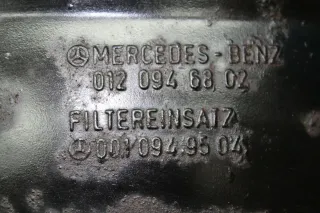 MERCEDES-BENZ
012 094 68 02
FILTEREINSATZ
001 094 95 04